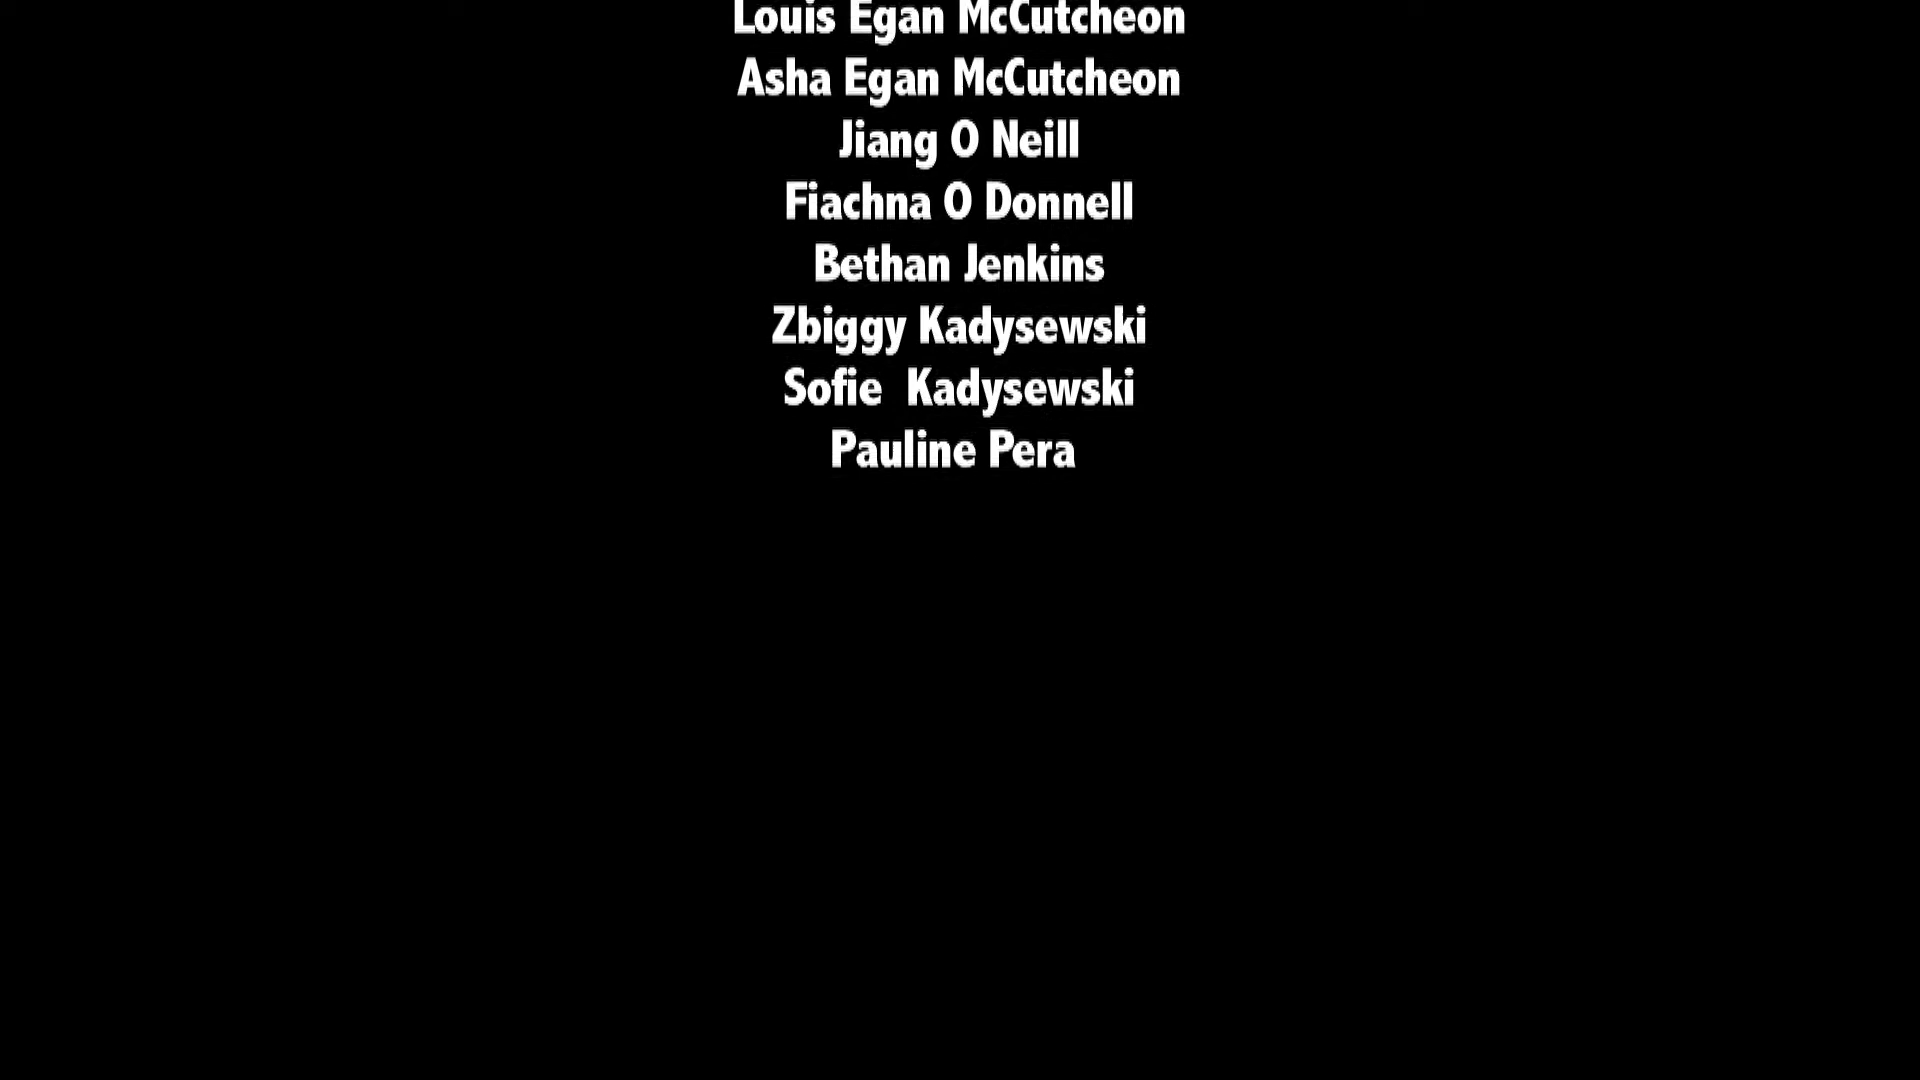 Louis Egan McCutcheon
Asha Egan McCutcheon
Jiang O Neill
Fiachna O Donnell
Bethan Jenkins
Zbiggy Kadysewski
Sofie  Kadysewski
Pauline Pera